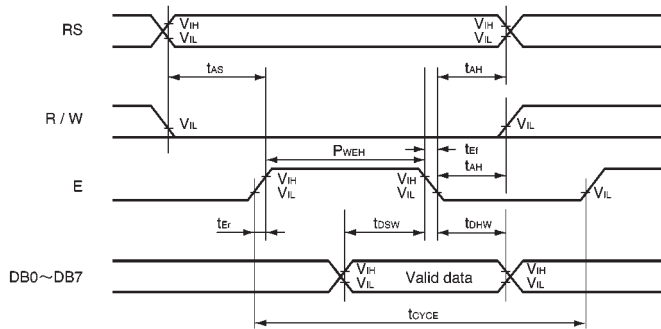 RS
VIH
VIL
VIH
VIL
tAS
tAH
R / W
VIL
VIL
PWEH
tEf
tAH
E
VIH
VIL
VIH
VIL
VIL
tEr
tDSW
tDHW
DB0～DB7
VIH
VIL
Valid data
VIH
VIL
tCYCE